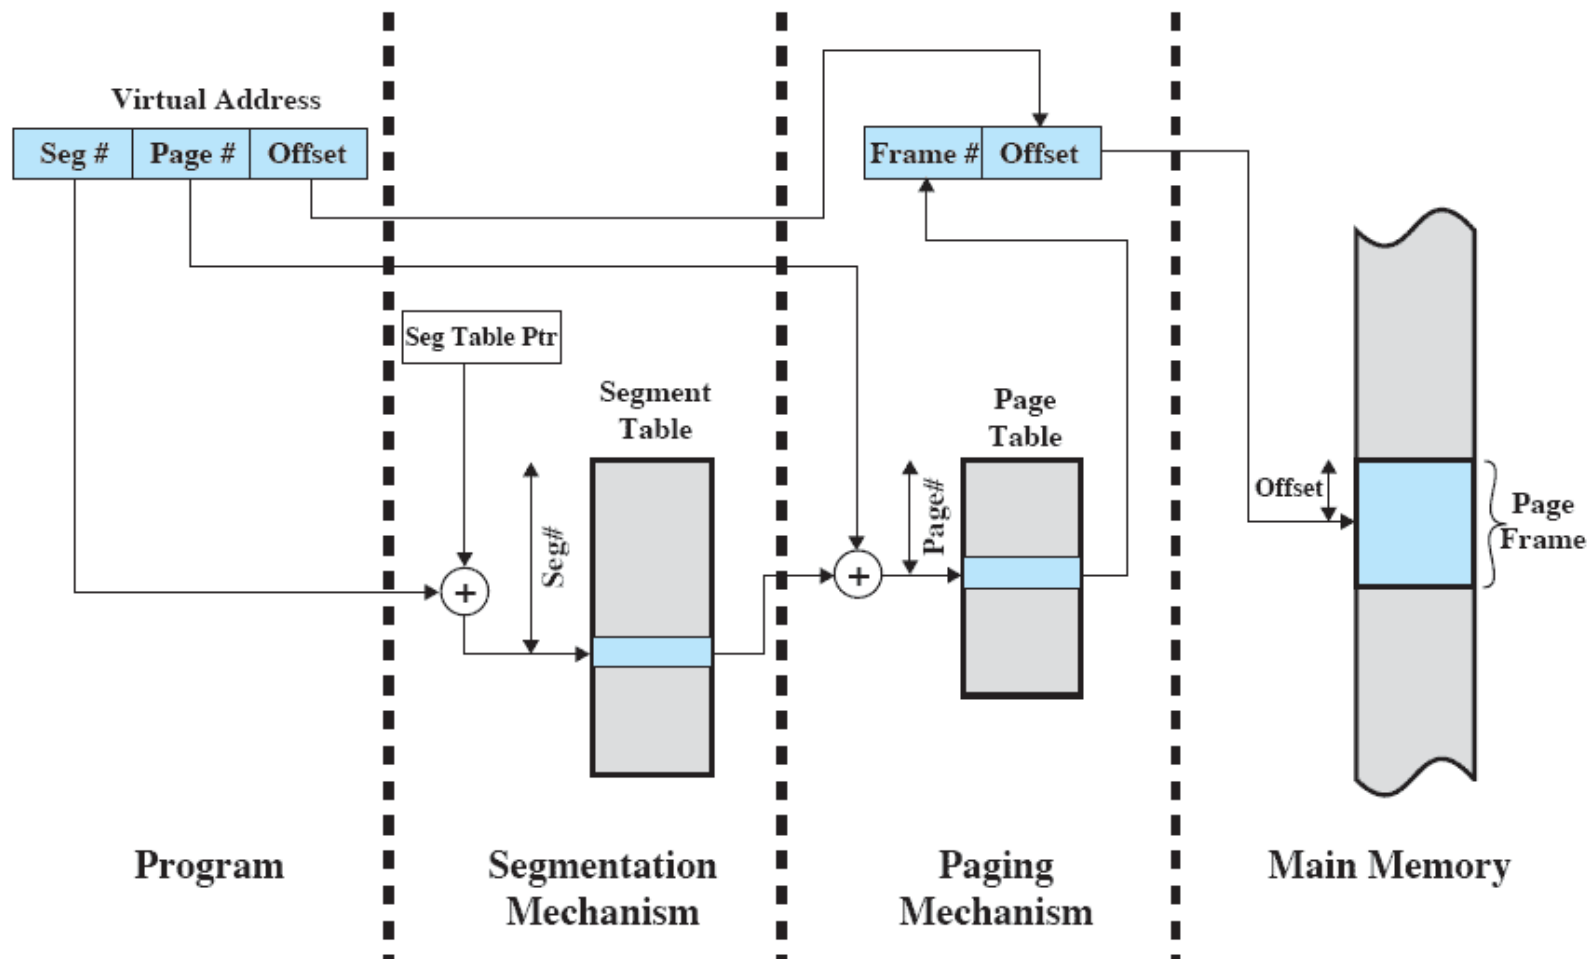 Virtual Address
Seg # Page # Offset
Frame # Offset
Seg Table Ptr
Segment
Table
Page
Table
Seg#
Page#
Offset
Page
Frame
+
+
Program
Segmentation
Mechanism
Paging
Mechanism
Main Memory